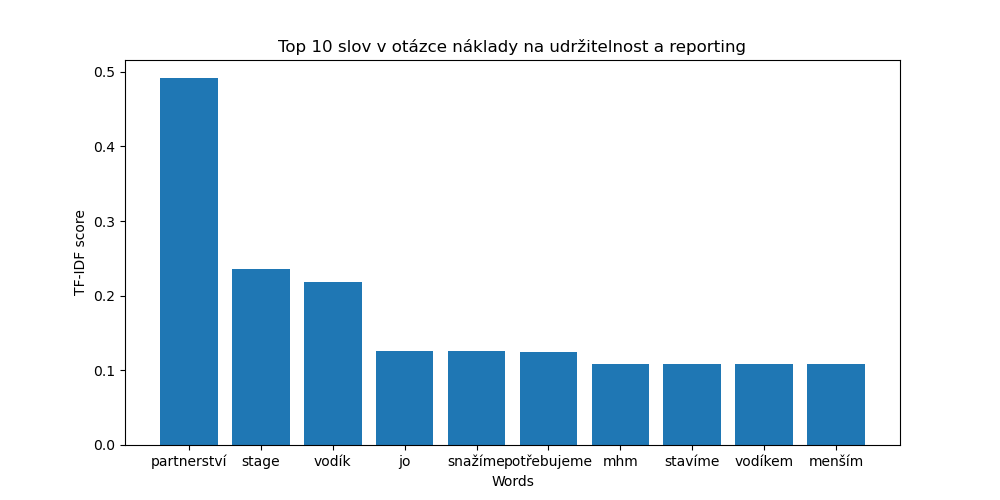 Top 10 slov v otázce náklady na udržitelnost a reporting
TF-IDF score
0.5
0.4
0.3
0.2
0.1
0.0
partnerství stage vodík jo snažíme potřebujeme mhm stavíme vodíkem menším
Words